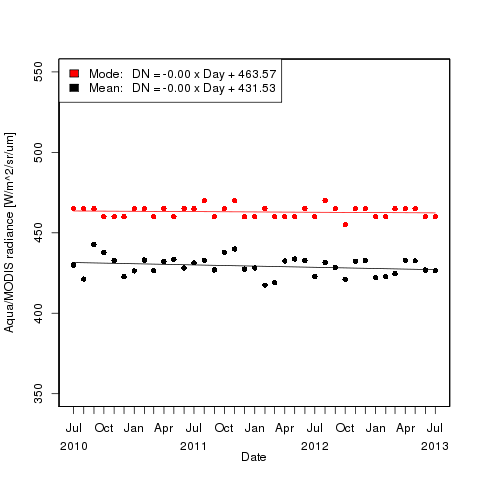 Mode: DN = -0.00 x Day + 463.57
Mean: DN = -0.00 x Day + 431.53
Aqua/MODIS radiance [W/m^2/sr/um]
550
500
450
400
350
Jul Oct Jan Apr Jul Oct Jan Apr Jul Oct Jan Apr Jul
2010 2011 2012 2013
Date